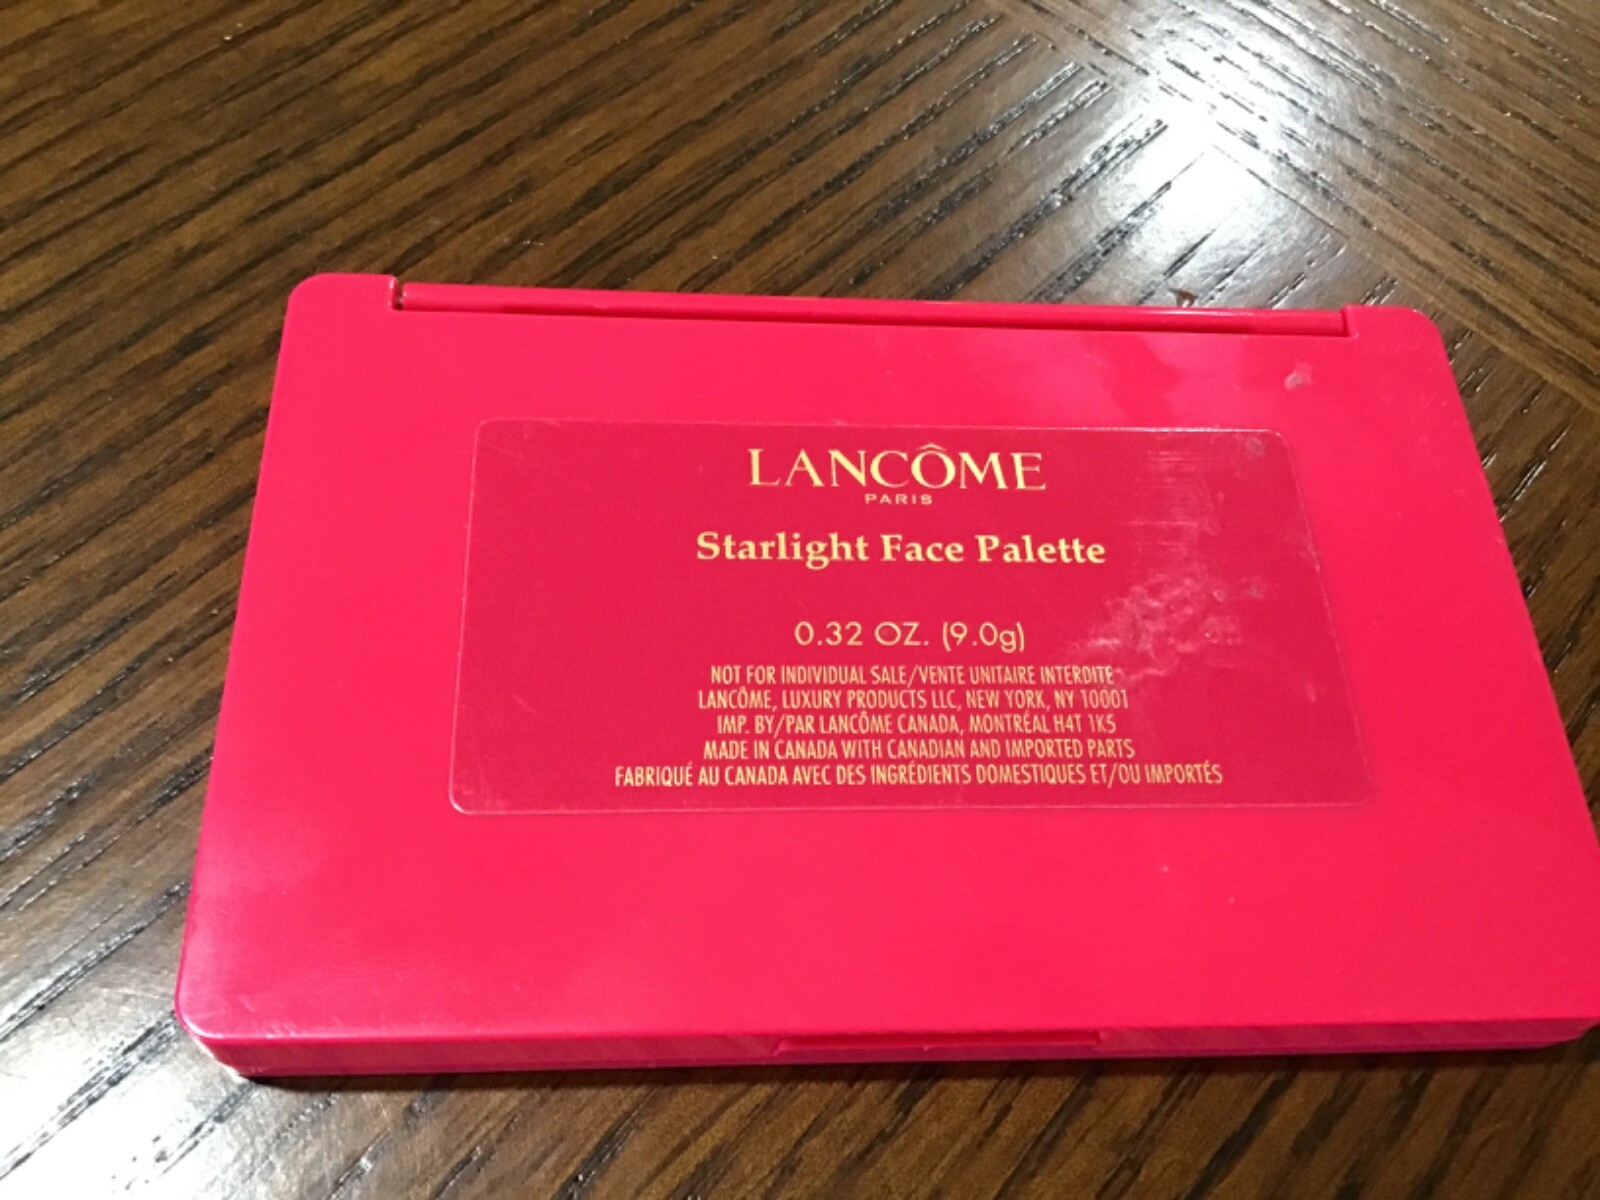 LANCÔME
PARIS
Starlight Face Palette
0.32 OZ. (9.0g)
NOT FOR INDIVIDUAL SALE/VENTE UNITAIRE INTERDITE
LANCÔME, LUXURY PRODUCTS LLC, NEW YORK, NY 10001
IMP. BY/PAR LANCÔME CANADA, MONTRÉAL H4T 1K5
MADE IN CANADA WITH CANADIAN AND IMPORTED PARTS
FABRIQUÉ AU CANADA AVEC DES INGRÉDIENTS DOMESTIQUES ET/OU IMPORTÉS